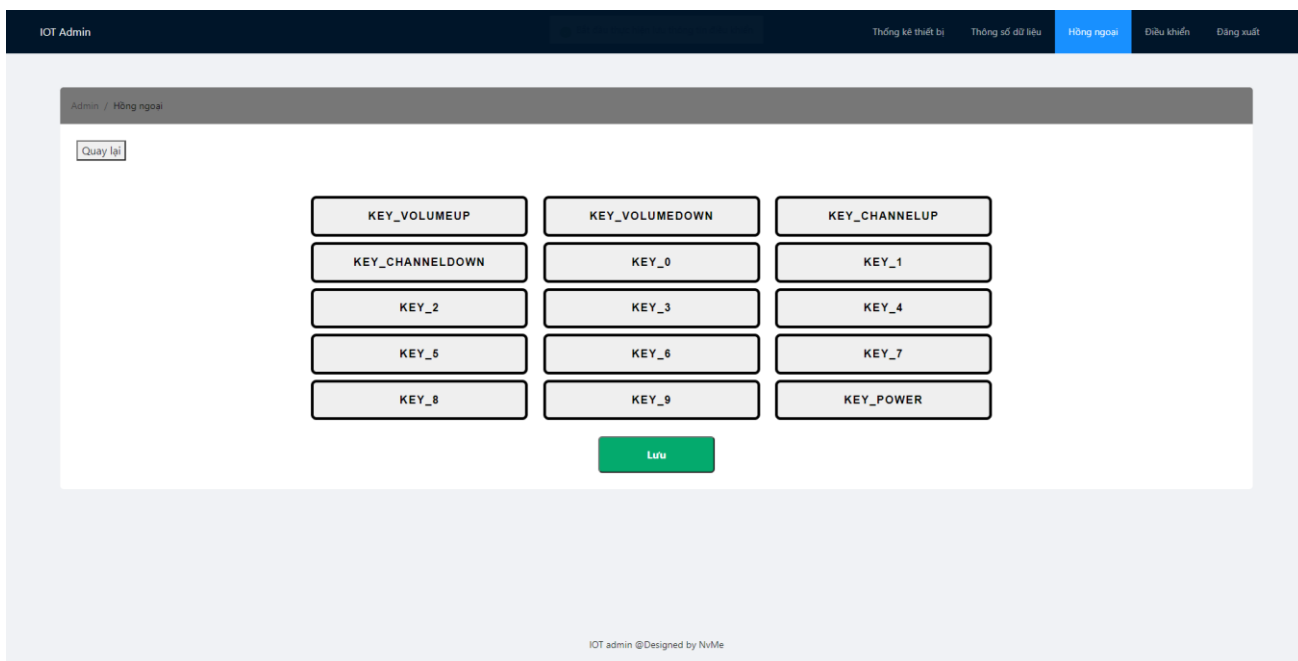 IOT Admin Thống kê thiết bị Thông số dữ liệu Hồng ngoại Điều khiển Đăng xuất
Admin / Hồng ngoại
Quay lại
KEY_VOLUMEUP KEY_VOLUMEDOWN KEY_CHANNELUP
KEY_CHANNELDOWN KEY_0 KEY_1
KEY_2 KEY_3 KEY_4
KEY_5 KEY_6 KEY_7
KEY_8 KEY_9 KEY_POWER
Lưu
IOT admin @Designed by NvMe